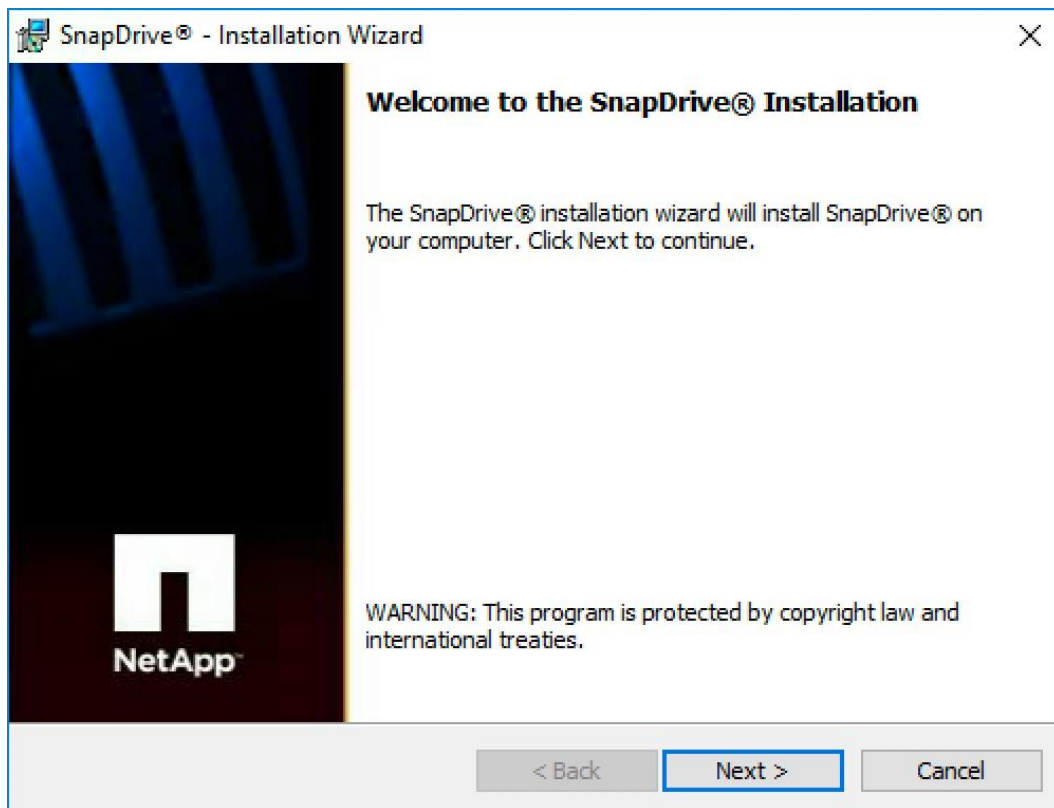 SnapDrive® - Installation Wizard
Welcome to the SnapDrive® Installation
The SnapDrive® installation wizard will install SnapDrive® on
your computer. Click Next to continue.
WARNING: This program is protected by copyright law and
international treaties.
NetApp™
< Back
Next >
Cancel